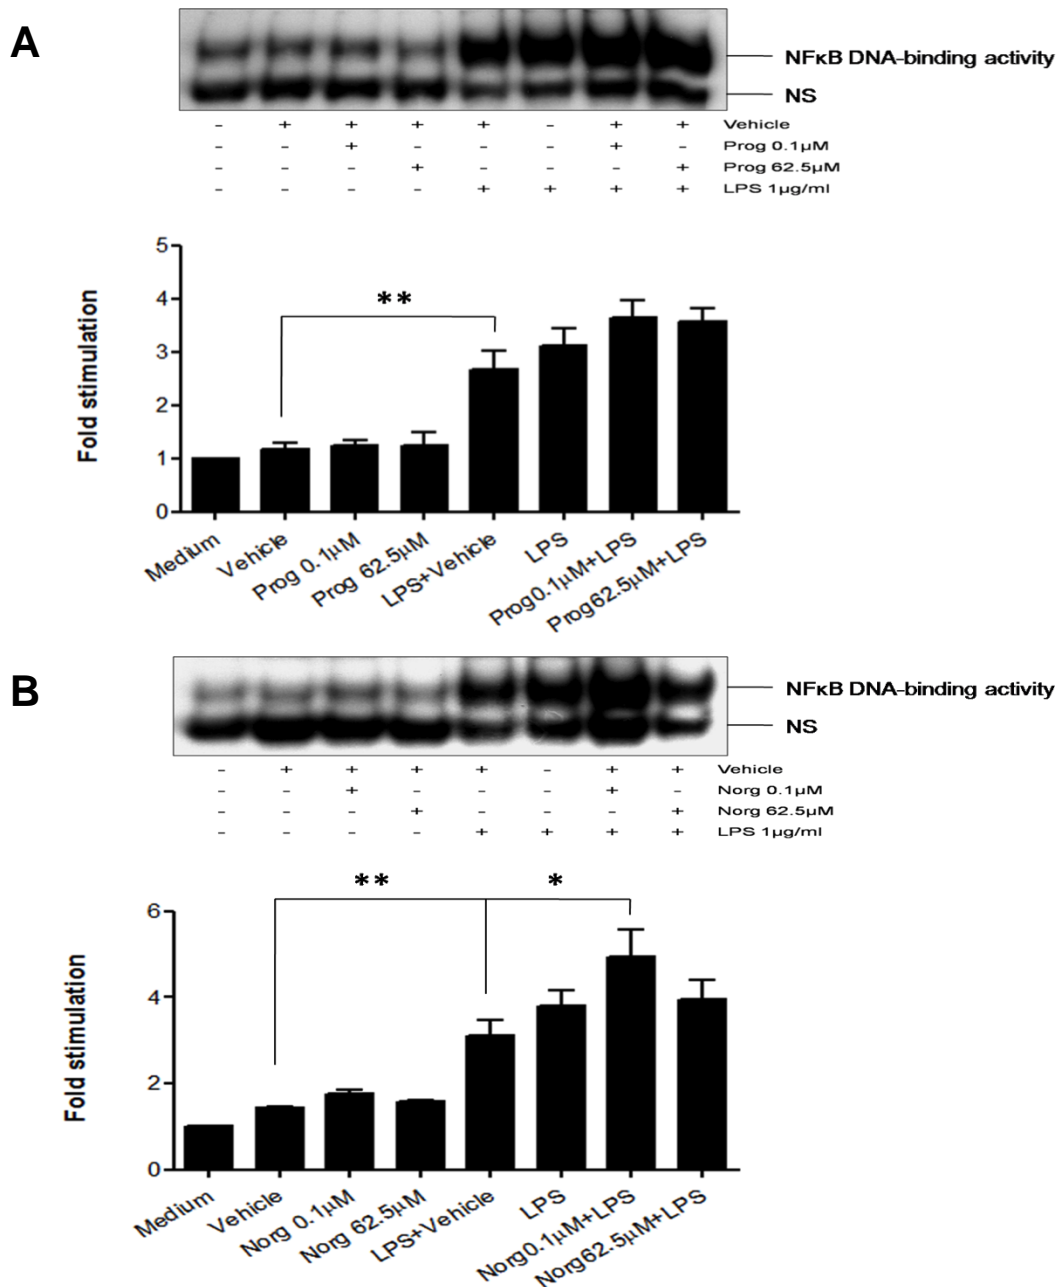 A
NFκB DNA-binding activity
NS
- + + + + - + + Vehicle
- - + - - - + - Prog 0.1µM
- - - + - - - + Prog 62.5µM
- - - - + + + + LPS 1µg/ml
5
4
3
2
1
0
Fold stimulation
**
Medium
Vehicle
Prog 0.1µM
Prog 62.5µM
LPS+Vehicle
LPS
Prog0.1µM+LPS
Prog62.5µM+LPS
B
NFκB DNA-binding activity
NS
- + + + + - + + Vehicle
- - + - - - + - Norg 0.1µM
- - - + - - - + Norg 62.5µM
- - - - + + + + LPS 1µg/ml
6
4
2
0
Fold stimulation
**
*
Medium
Vehicle
Norg 0.1µM
Norg 62.5µM
LPS+Vehicle
LPS
Norg0.1µM+LPS
Norg62.5µM+LPS